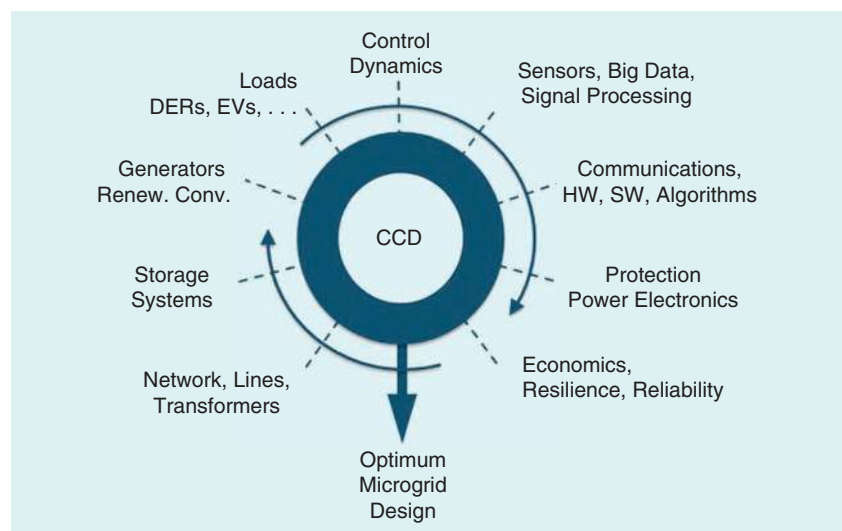 Control
Dynamics
Sensors, Big Data,
Signal Processing
Communications,
HW, SW, Algorithms
Protection
Power Electronics
Economics,
Resilience, Reliability
Optimum
Microgrid
Design
Network, Lines,
Transformers
Storage
Systems
Generators
Renew. Conv.
Loads
DERs, EVs, . . .
CCD